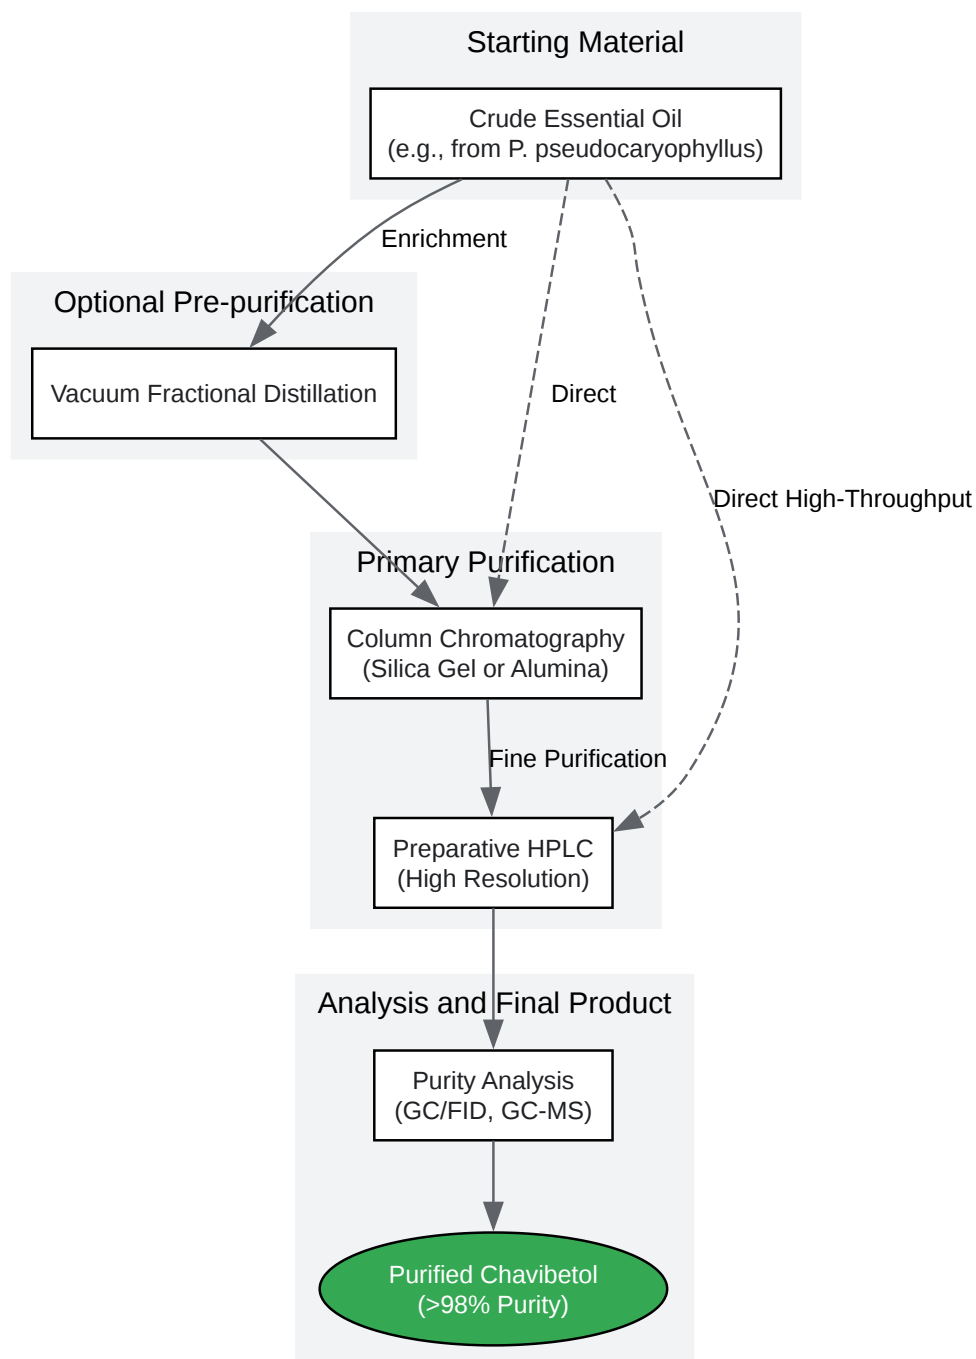 Starting Material
Crude Essential Oil
(e.g., from P. pseudocaryophyllus)
Enrichment
Optional Pre-purification
Vacuum Fractional Distillation
Direct
Direct High-Throughput
Primary Purification
Column Chromatography
(Silica Gel or Alumina)
Fine Purification
Preparative HPLC
(High Resolution)
Analysis and Final Product
Purity Analysis
(GC/FID, GC-MS)
Purified Chavibetol
(>98% Purity)